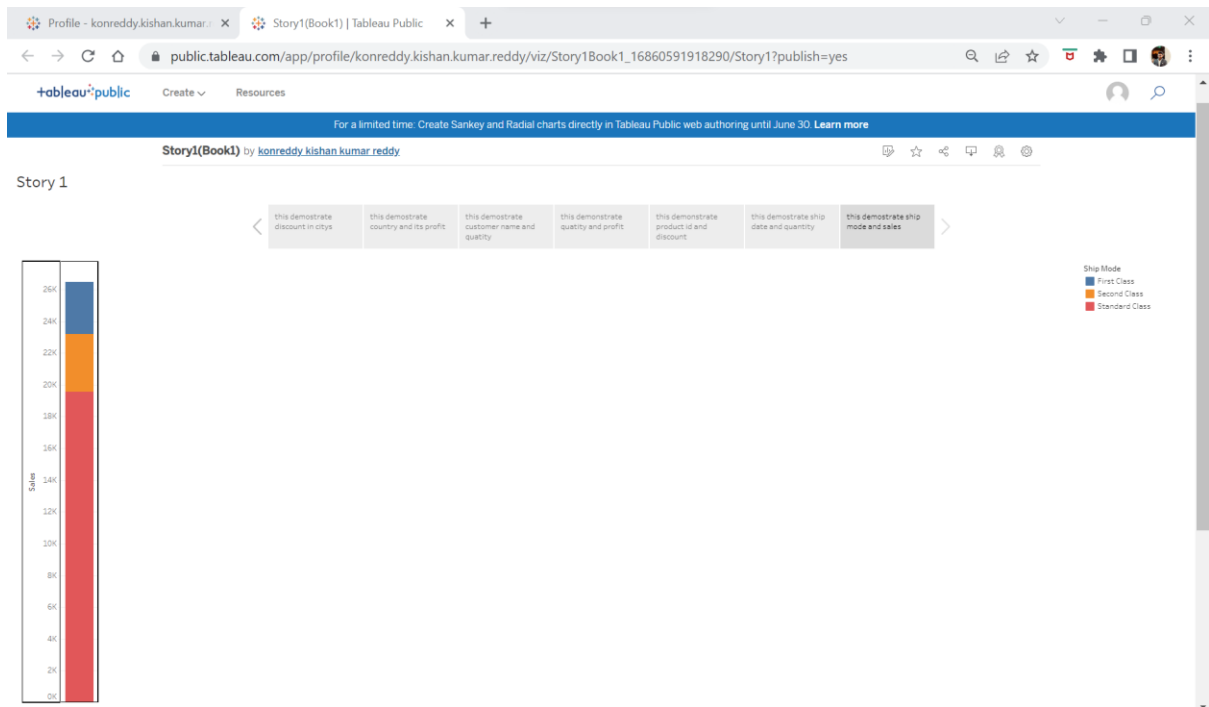 Profile - konreddy.kishan.kumar.r
Story1(Book1) | Tableau Public
public.tableau.com/app/profile/konreddy.kishan.kumar.reddy/viz/Story1Book1_16860591918290/Story1?publish=yes
+ableau public
Create
Resources
For a limited time: Create Sankey and Radial charts directly in Tableau Public web authoring until June 30. Learn more
Story1(Book1) by konreddy kishan kumar reddy
Story 1
this demostrate
discount in citys
this demostrate
country and its profit
this demostrate
customer name and
quatity
this demonstrate
quatity and profit
this demonstrate
product id and
discount
this demostrate ship
date and quantity
this demostrate ship
mode and sales
Ship Mode
First Class
Second Class
Standard Class
26K
24K
22K
20K
18K
16K
Sales
14K
12K
10K
8K
6K
4K
2K
0K